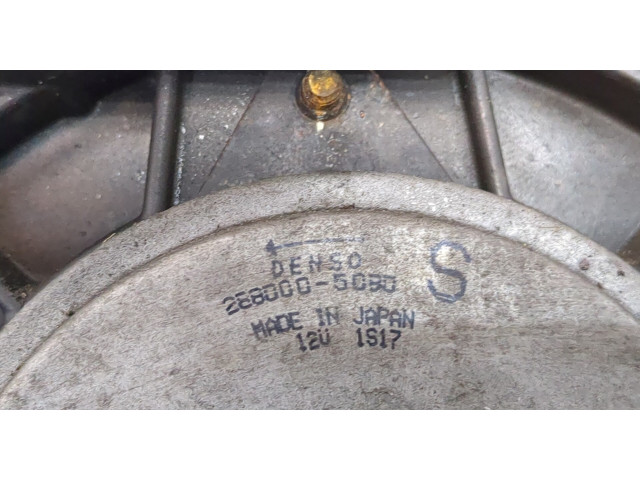 DENSO
S
268000-5080
MADE IN JAPAN
12V 1S17